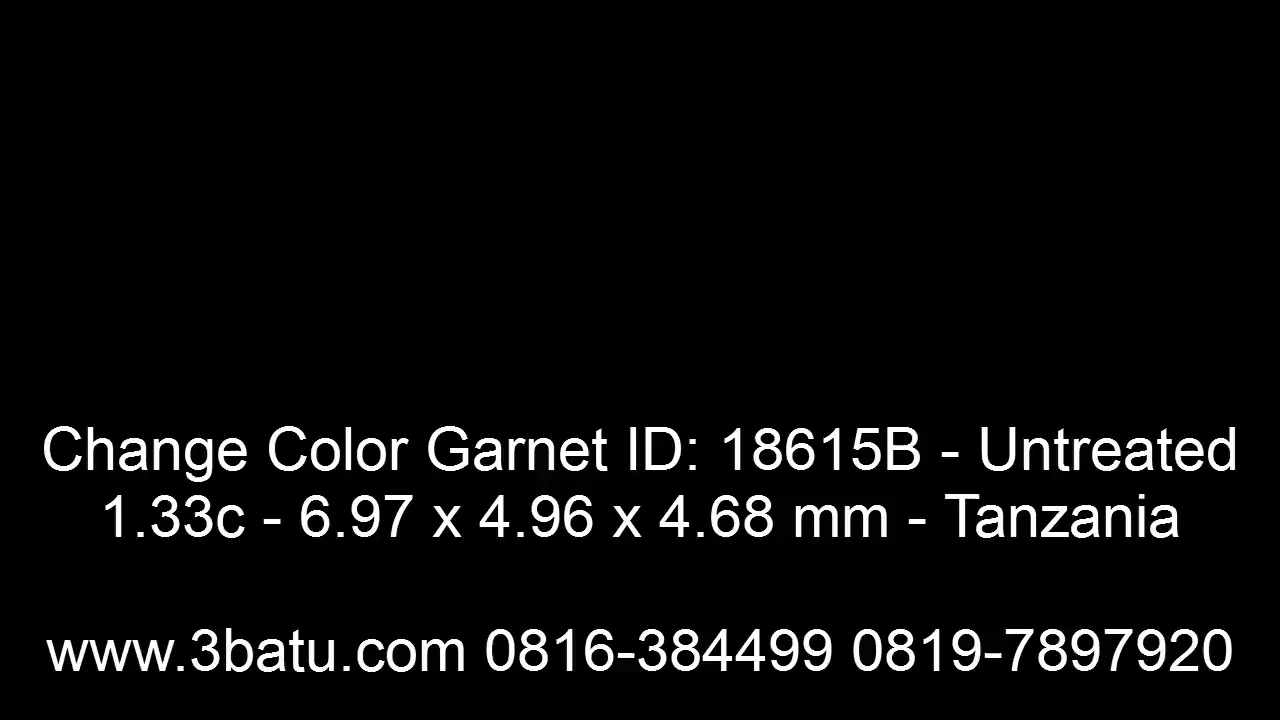 Change Color Garnet ID: 18615B - Untreated
1.33c - 6.97 x 4.96 x 4.68 mm - Tanzania
www.3batu.com 0816-384499 0819-7897920